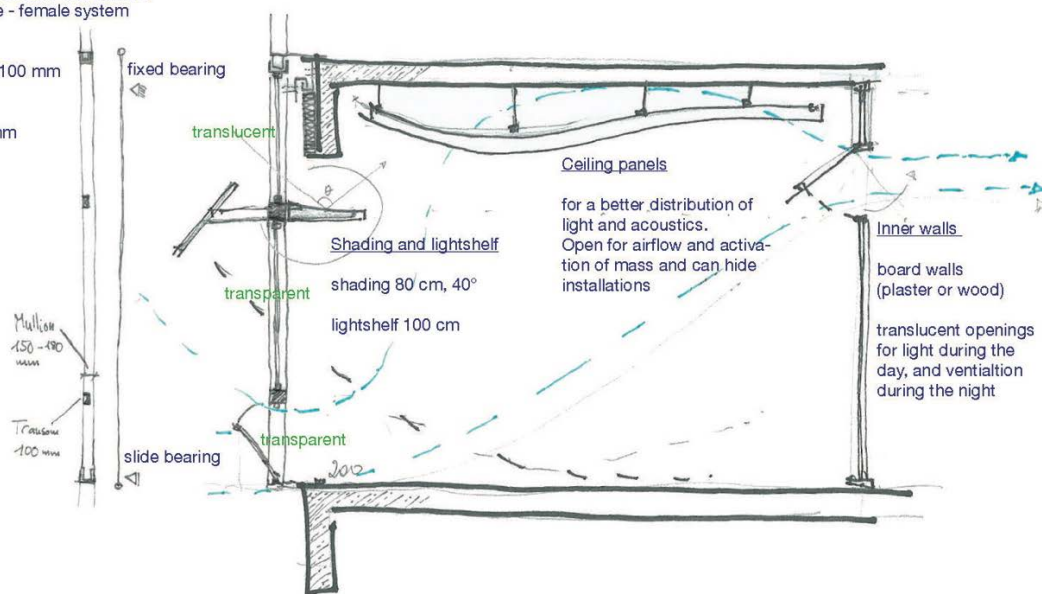 e - female system
100 mm
nm
fixed bearing
translucent
Ceiling panels
for a better distribution of
light and acoustics.
Open for airflow and activa-
tion of mass and can hide
installations
Shading and lightshelf
shading 80 cm, 40°
lightshelf 100 cm
transparent
Inner walls
board walls
(plaster or wood)
translucent openings
for light during the
day, and ventialtion
during the night
Mullion
150-180
mm
Transom
100 mm
transparent
slide bearing
θ